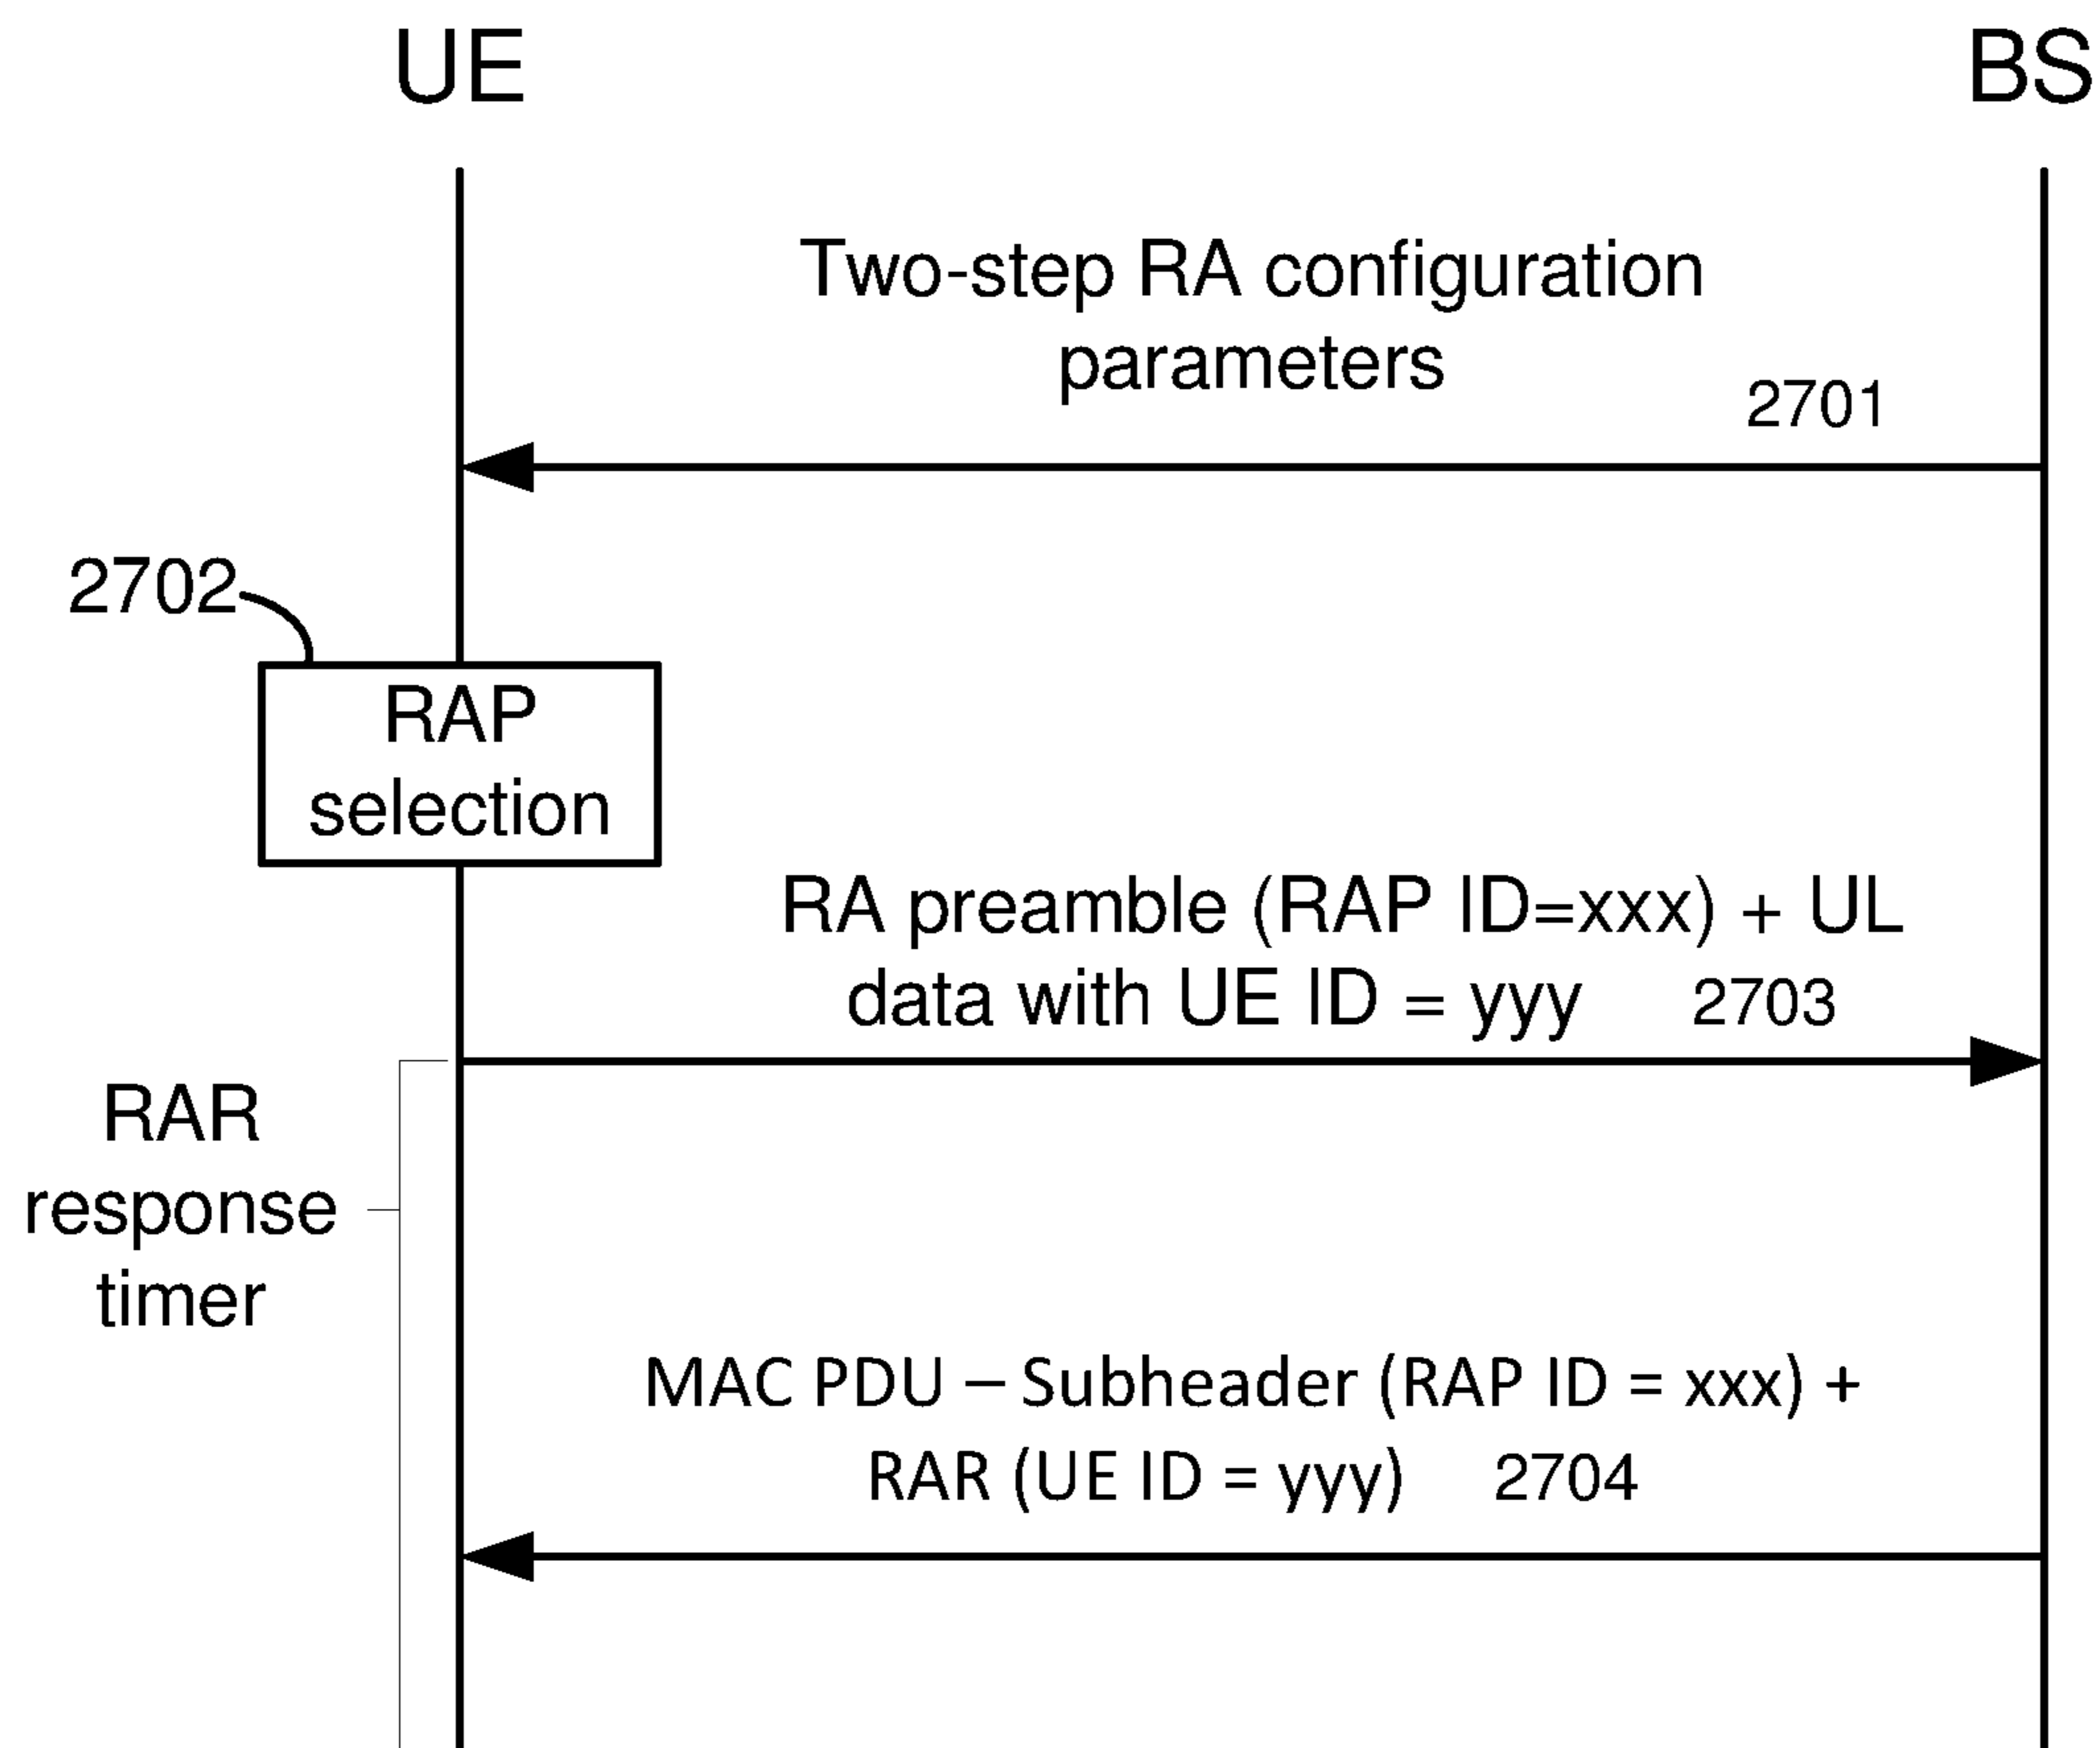 UE
BS
Two-step RA configuration
parameters
2701
2702
RAP
selection
RA preamble (RAP ID=xxx) + UL
data with UE ID = yyy 2703
RAR
response
timer
MAC PDU – Subheader (RAP ID = xxx) +
RAR (UE ID = yyy) 2704